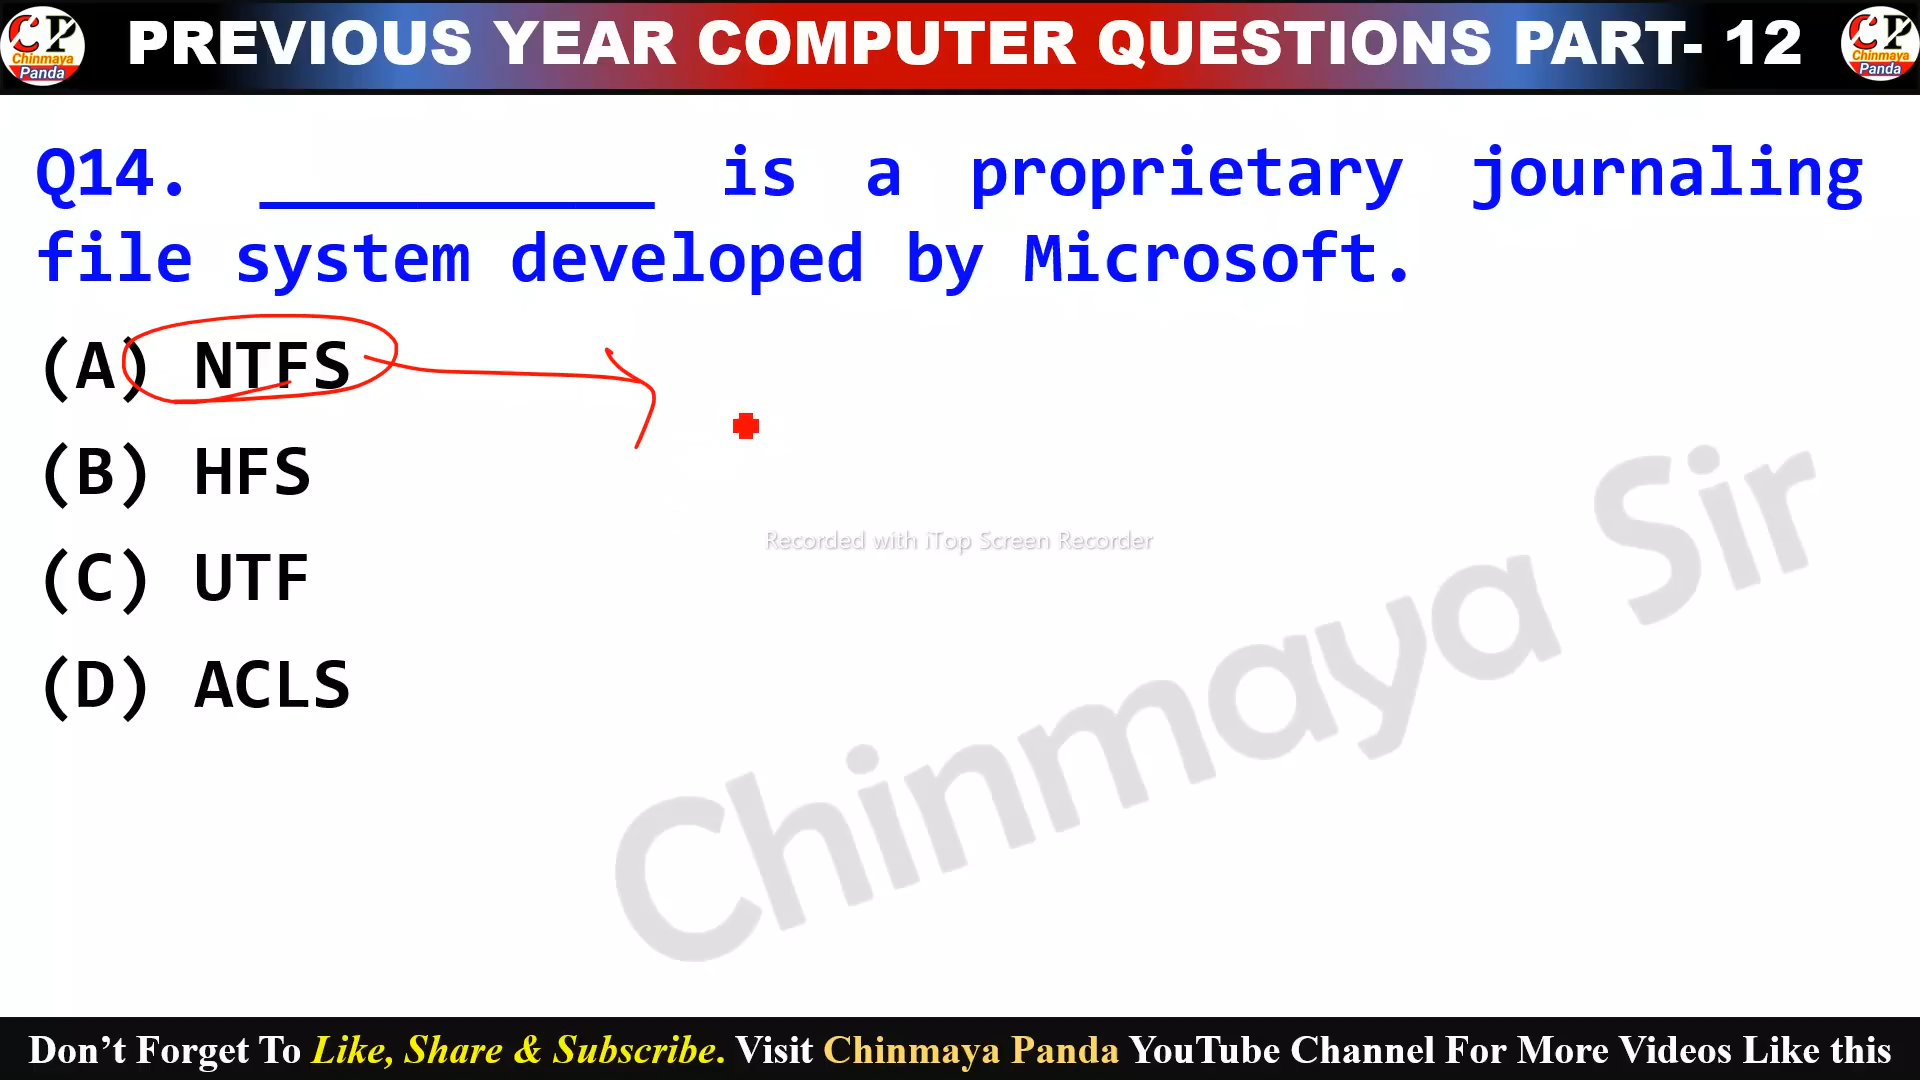 CP Chinmaya Panda
PREVIOUS YEAR COMPUTER QUESTIONS PART- 12
CP Chinmaya Panda
Q14. __________ is a proprietary journaling
file system developed by Microsoft.
(A) NTFS
(B) HFS
(C) UTF
(D) ACLS
Recorded with iTop Screen Recorder
Chinmaya Sir
Don’t Forget To Like, Share & Subscribe. Visit Chinmaya Panda YouTube Channel For More Videos Like this